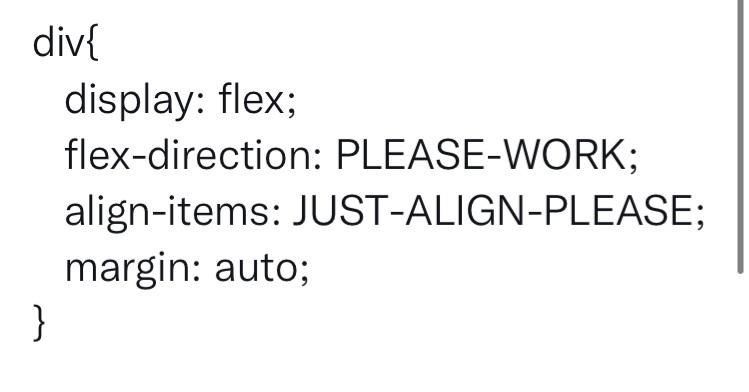 div{
display: flex;
flex-direction: PLEASE-WORK;
align-items: JUST-ALIGN-PLEASE;
margin: auto;
}